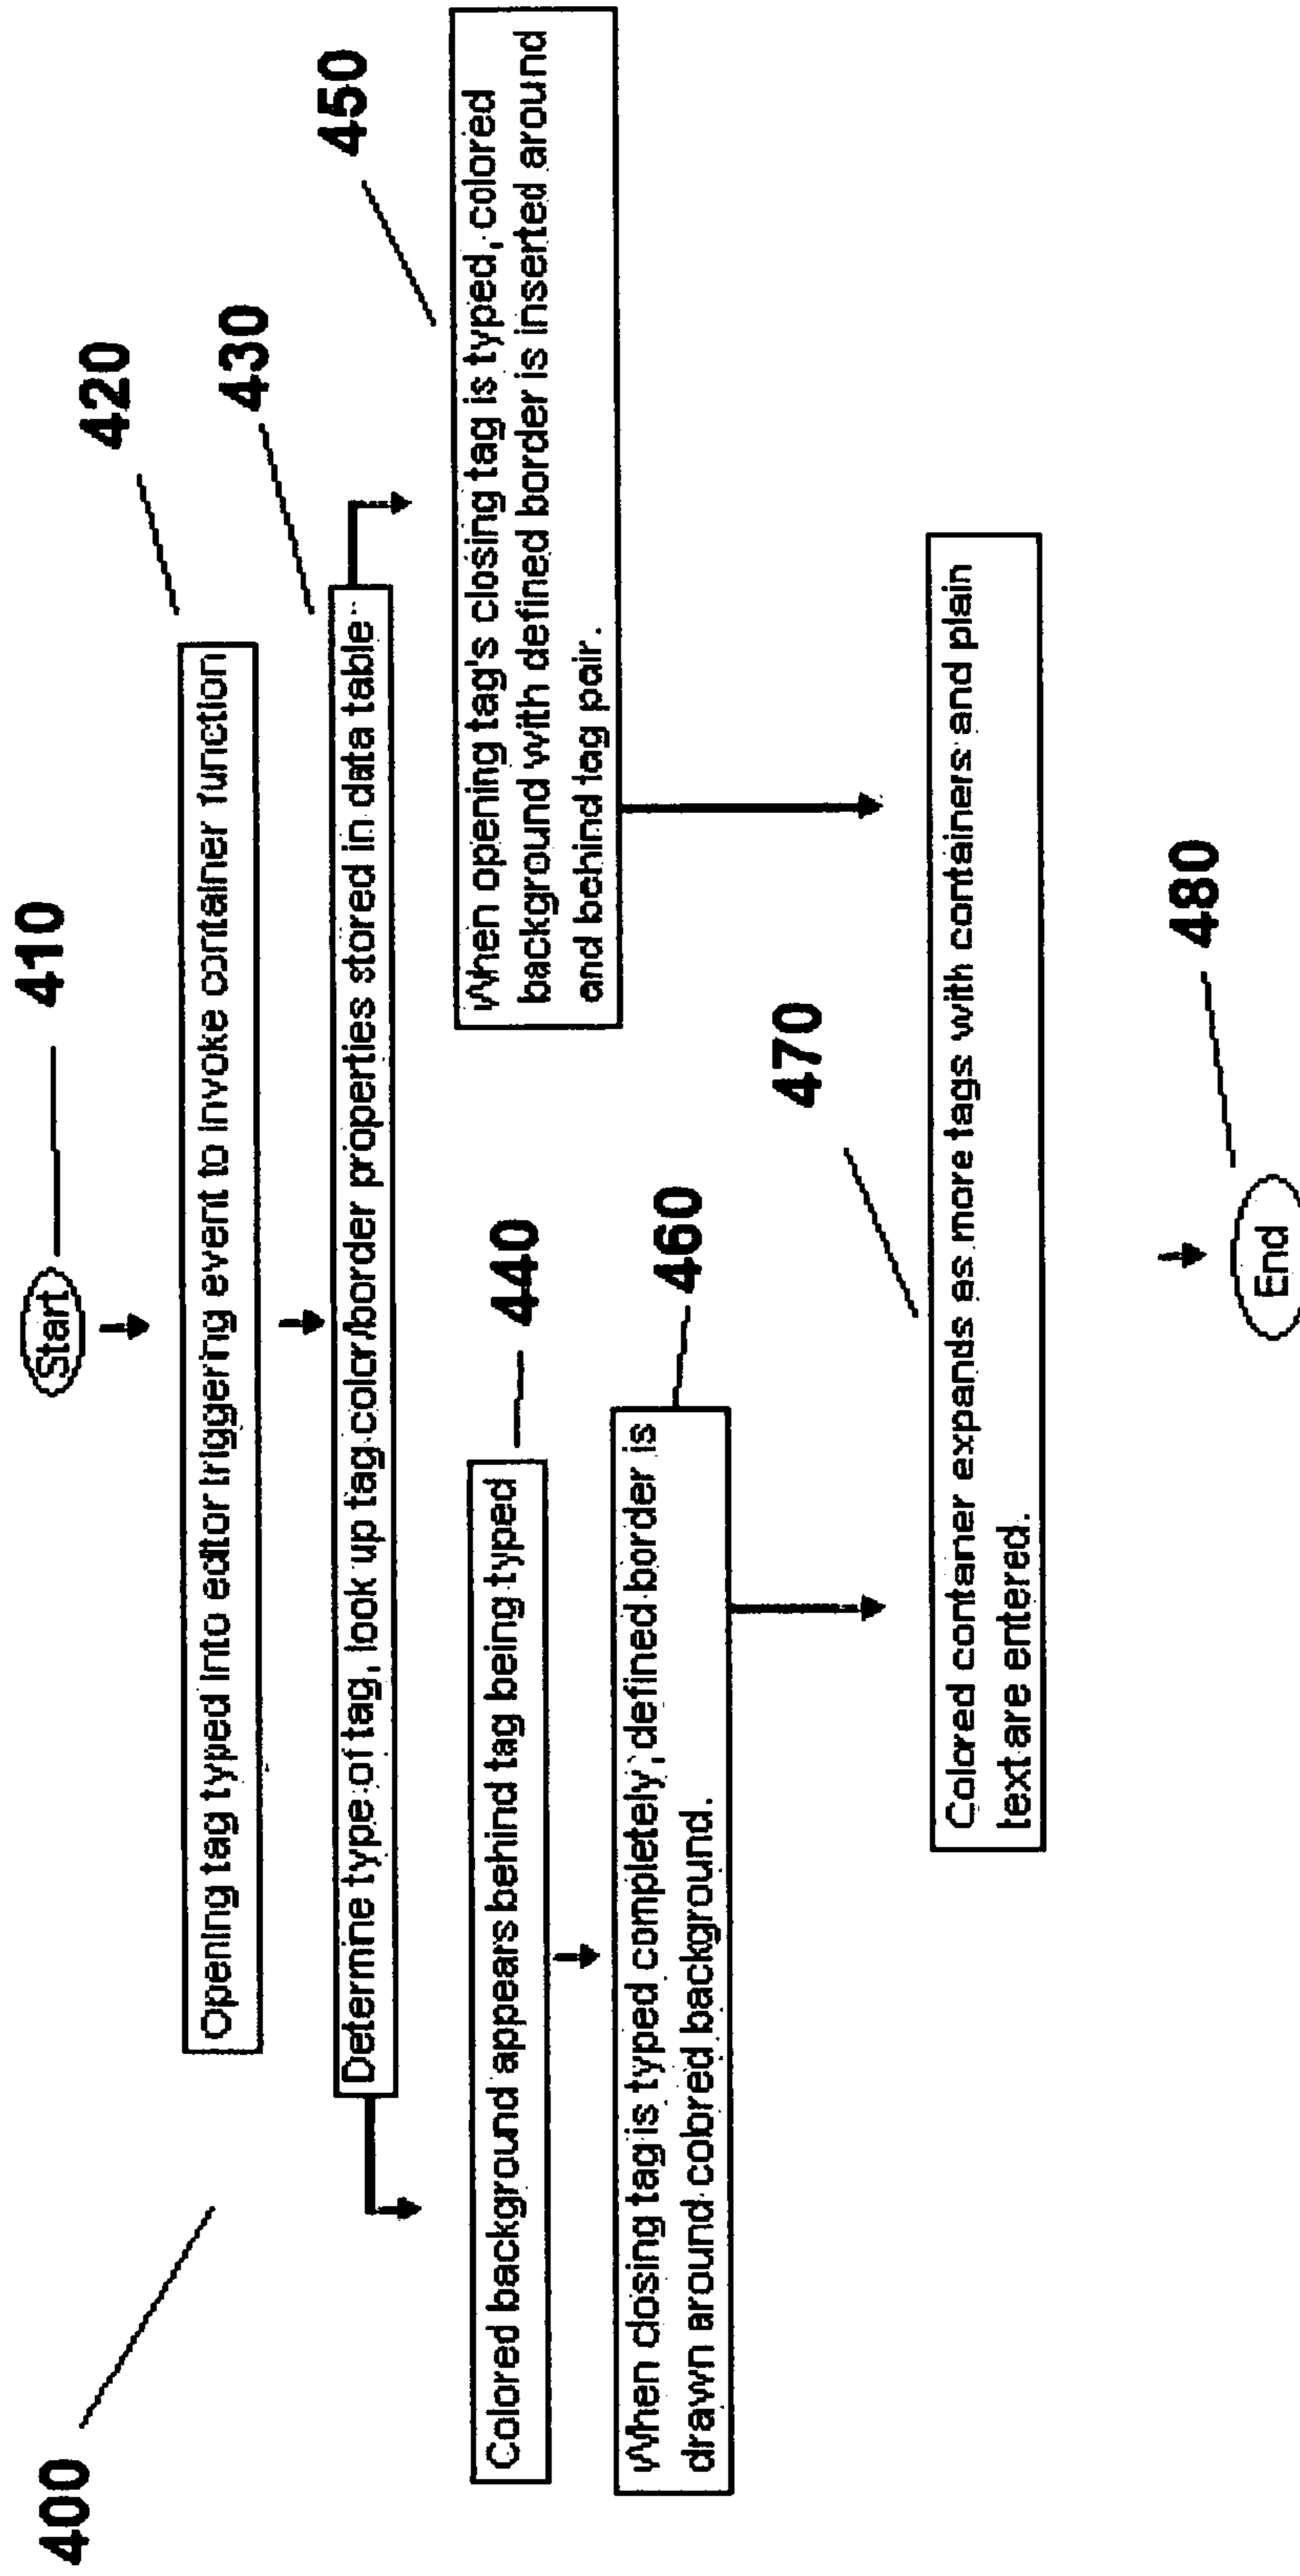 400
Start
410
Opening tag typed into editor triggering event to invoke container function
420
Determine type of tag, look up tag color/border properties stored in data table
430
Colored background appears behind tag being typed
440
When opening tag's closing tag is typed, colored
background with defined border is inserted around
and behind tag pair.
450
When closing tag is typed completely, defined border is
drawn around colored background.
460
Colored container expands as more tags with containers and plain
text are entered.
470
End
480